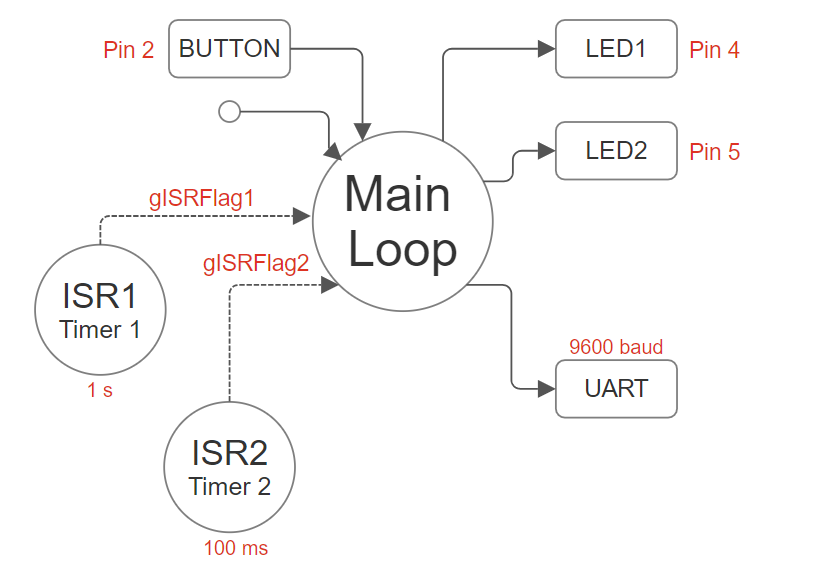 Pin 2
BUTTON
LED1
Pin 4
LED2
Pin 5
Main
Loop
gISRFlag1
gISRFlag2
ISR1
Timer 1
1 s
9600 baud
UART
ISR2
Timer 2
100 ms